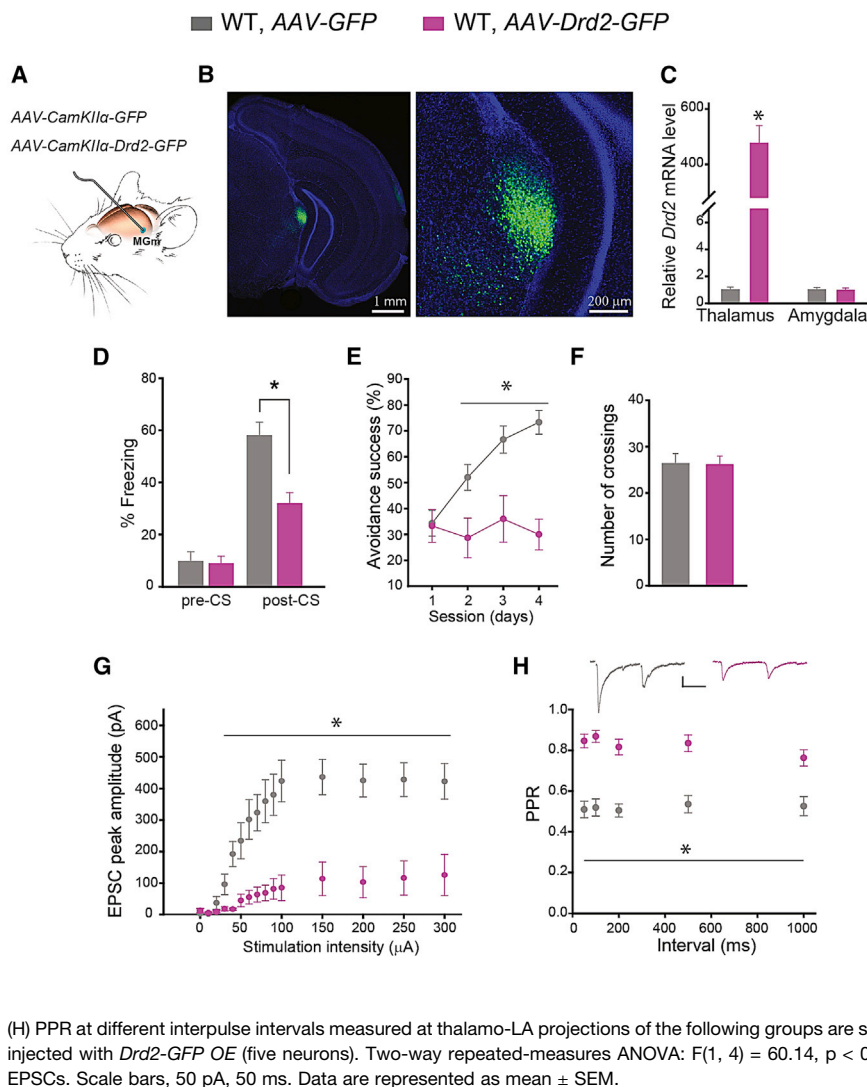 WT, AAV-GFP WT, AAV-Drd2-GFP
A
AAV-CamKIIα-GFP
AAV-CamKIIα-Drd2-GFP
MGm
B
1 mm
200 µm
C
Relative Drd2 mRNA level
600
400
6
4
2
0
*
Thalamus Amygdala
D
% Freezing
80
60
40
20
0
*
pre-CS post-CS
E
Avoidance success (%)
90
80
70
60
50
40
30
20
10
*
1 2 3 4
Session (days)
F
Number of crossings
40
30
20
10
0
G
EPSC peak amplitude (pA)
600
500
400
300
200
100
0
*
0 50 100 150 200 250 300
Stimulation intensity (µA)
H
PPR
1.0
0.8
0.6
0.4
0.2
0
*
0 200 400 600 800 1000
Interval (ms)
(H) PPR at different interpulse intervals measured at thalamo-LA projections of the following groups are s
injected with Drd2-GFP OE (five neurons). Two-way repeated-measures ANOVA: F(1, 4) = 60.14, p < 0
EPSCs. Scale bars, 50 pA, 50 ms. Data are represented as mean ± SEM.